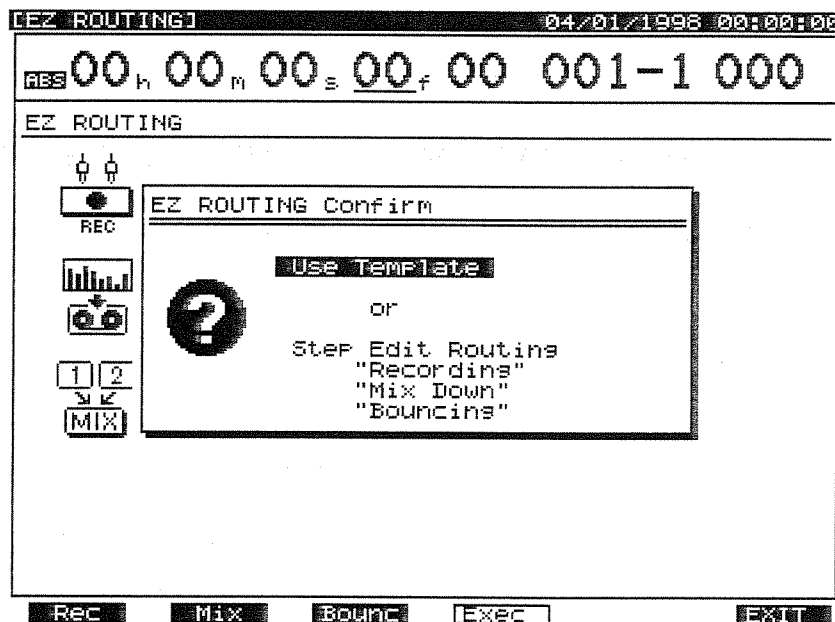 [EZ ROUTING] 04/01/1998 00:00:00
ABS 00h 00m 00s 00f 00 001-1 000
EZ ROUTING
REC
EZ ROUTING Confirm
?
Use Template
or
Step Edit Routing
"Recording"
"Mix Down"
"Bouncing"
1 2
MIX
Rec Mix Bounc Exec EXIT